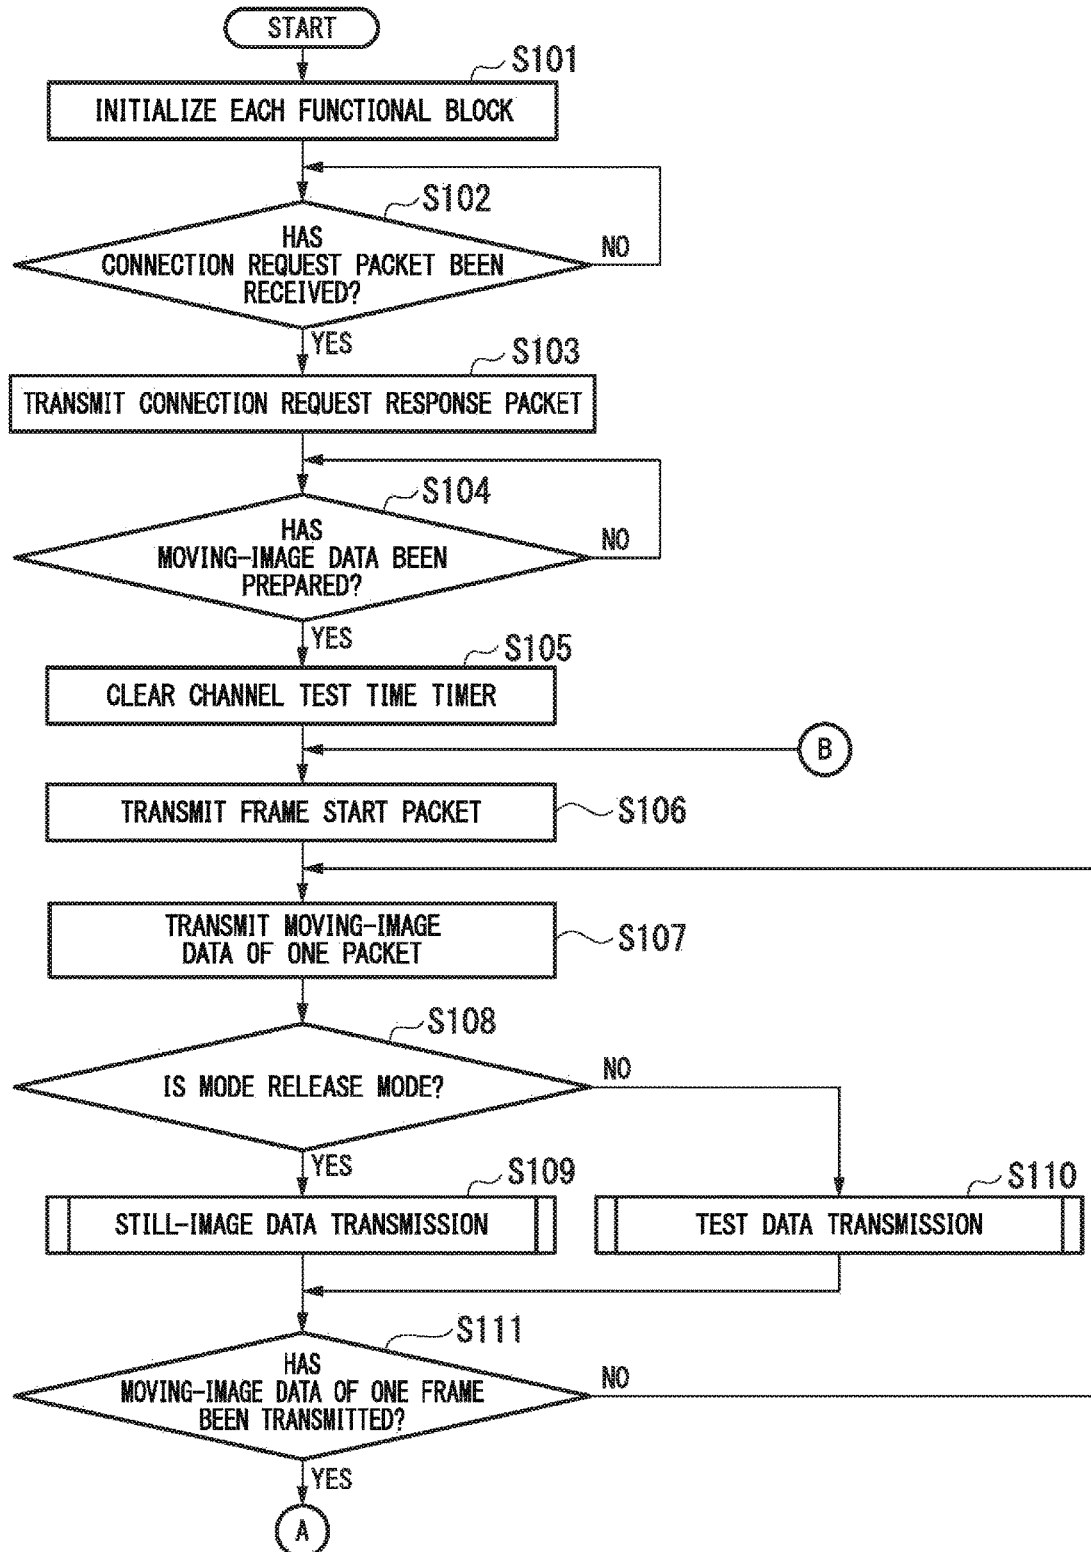 START
S101
INITIALIZE EACH FUNCTIONAL BLOCK
S102
HAS
CONNECTION REQUEST PACKET BEEN
RECEIVED?
NO
YES
S103
TRANSMIT CONNECTION REQUEST RESPONSE PACKET
S104
HAS
MOVING-IMAGE DATA BEEN
PREPARED?
NO
YES
S105
CLEAR CHANNEL TEST TIME TIMER
B
TRANSMIT FRAME START PACKET
S106
TRANSMIT MOVING-IMAGE
DATA OF ONE PACKET
S107
S108
IS MODE RELEASE MODE?
NO
YES
S109
STILL-IMAGE DATA TRANSMISSION
S110
TEST DATA TRANSMISSION
S111
HAS
MOVING-IMAGE DATA OF ONE FRAME
BEEN TRANSMITTED?
NO
YES
A